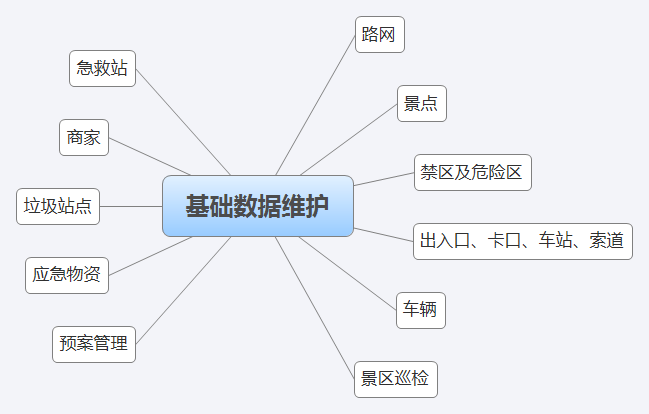 路网
急救站
景点
商家
禁区及危险区
垃圾站点
基础数据维护
出入口、卡口、车站、索道
应急物资
车辆
预案管理
景区巡检